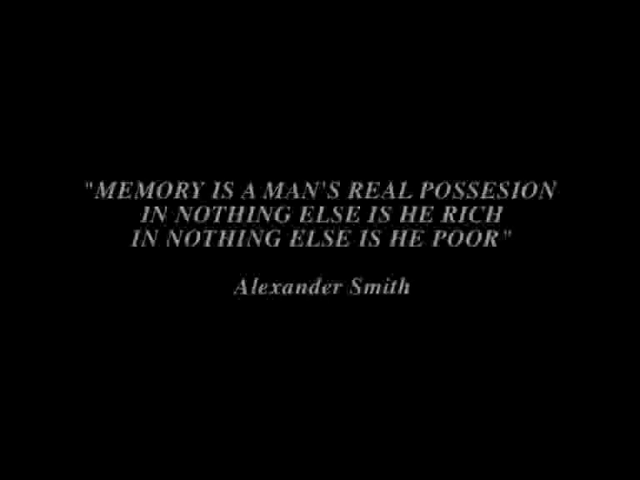 "MEMORY IS A MAN'S REAL POSSESION
IN NOTHING ELSE IS HE RICH
IN NOTHING ELSE IS HE POOR"
Alexander Smith